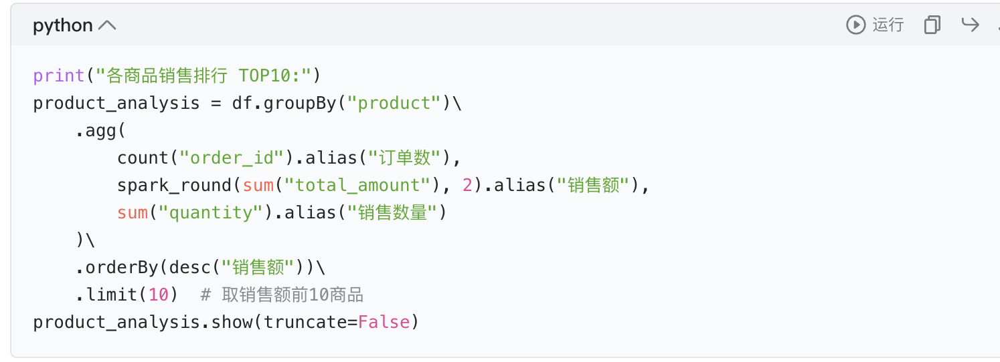 python
运行
print("各商品销售排行 TOP10:")
product_analysis = df.groupBy("product")\
    .agg(
        count("order_id").alias("订单数"),
        spark_round(sum("total_amount"), 2).alias("销售额"),
        sum("quantity").alias("销售数量")
    )\
    .orderBy(desc("销售额"))\
    .limit(10)  # 取销售额前10商品
product_analysis.show(truncate=False)